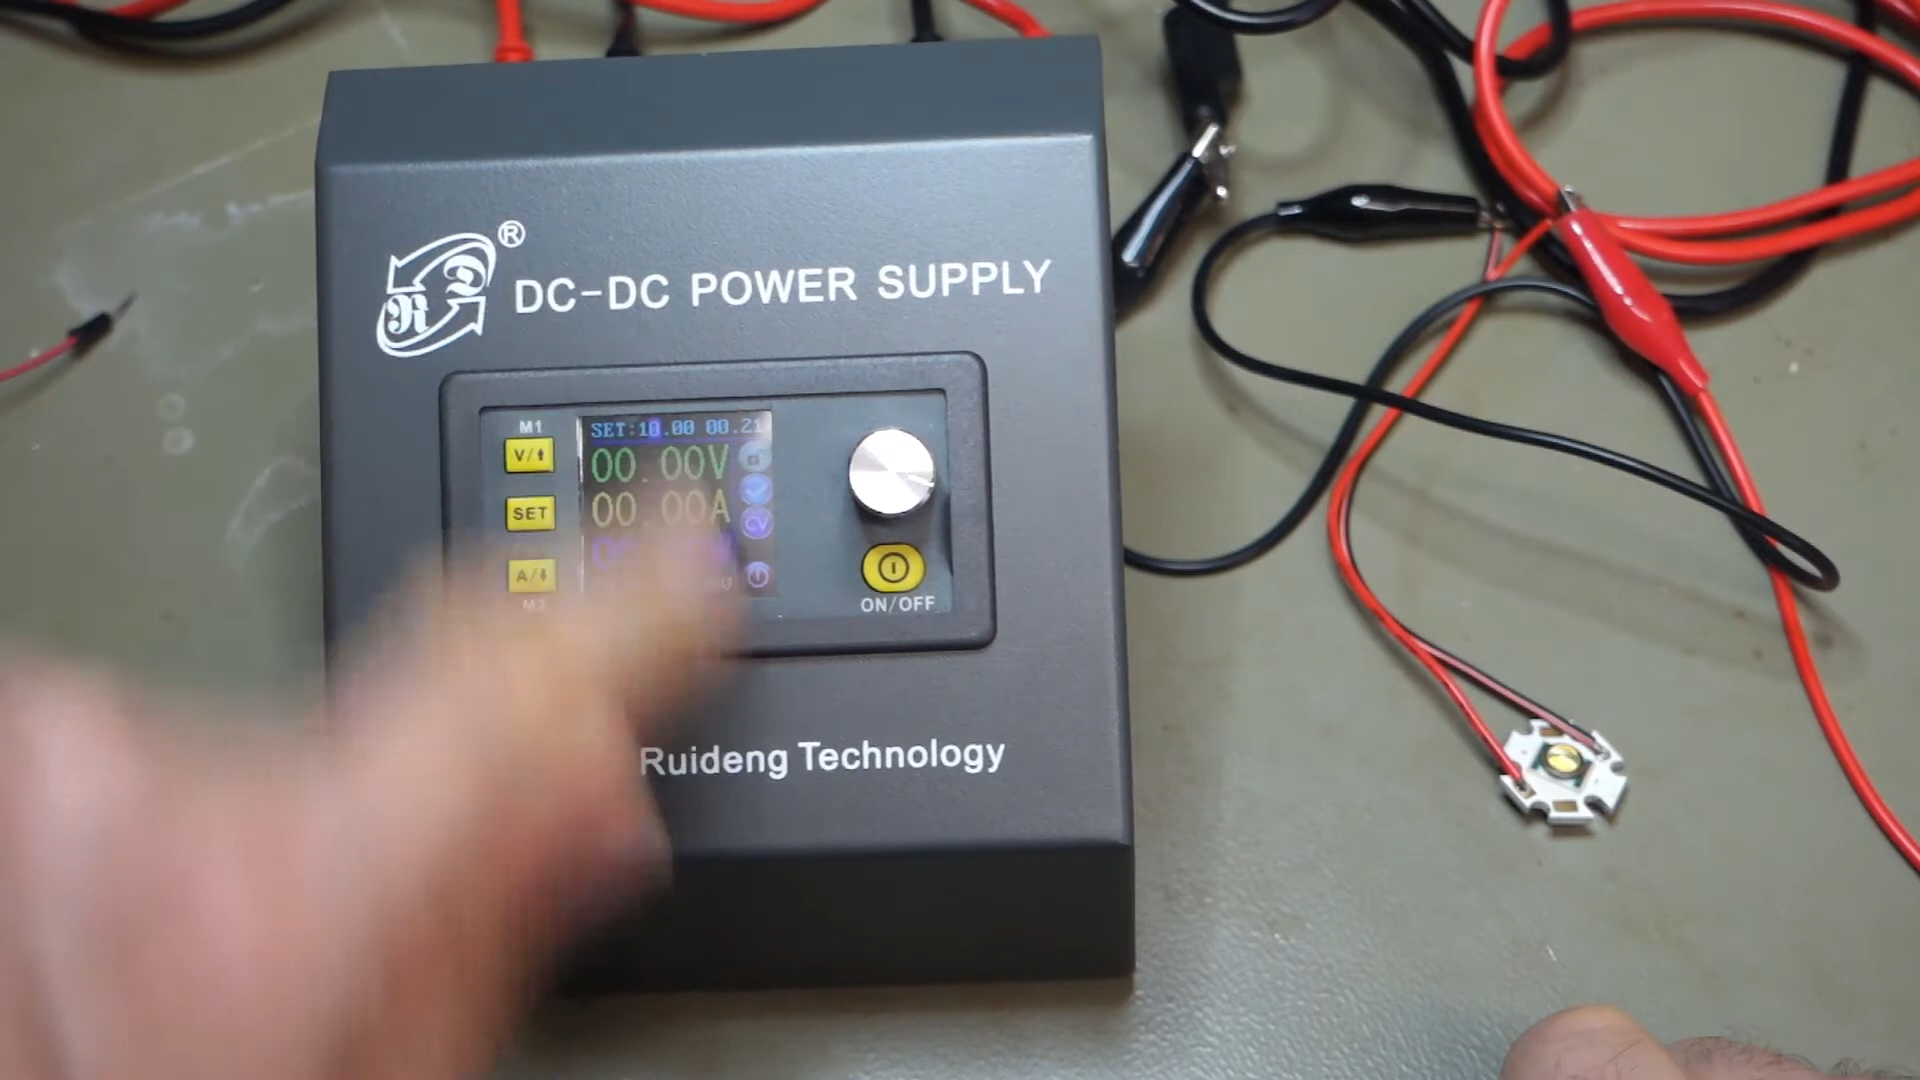 RD ®
DC-DC POWER SUPPLY
M1
V/⬆
SET
A/⬇
SET:10.00 00.21
00.00V
00.00A
CV
ON/OFF
Ruideng Technology